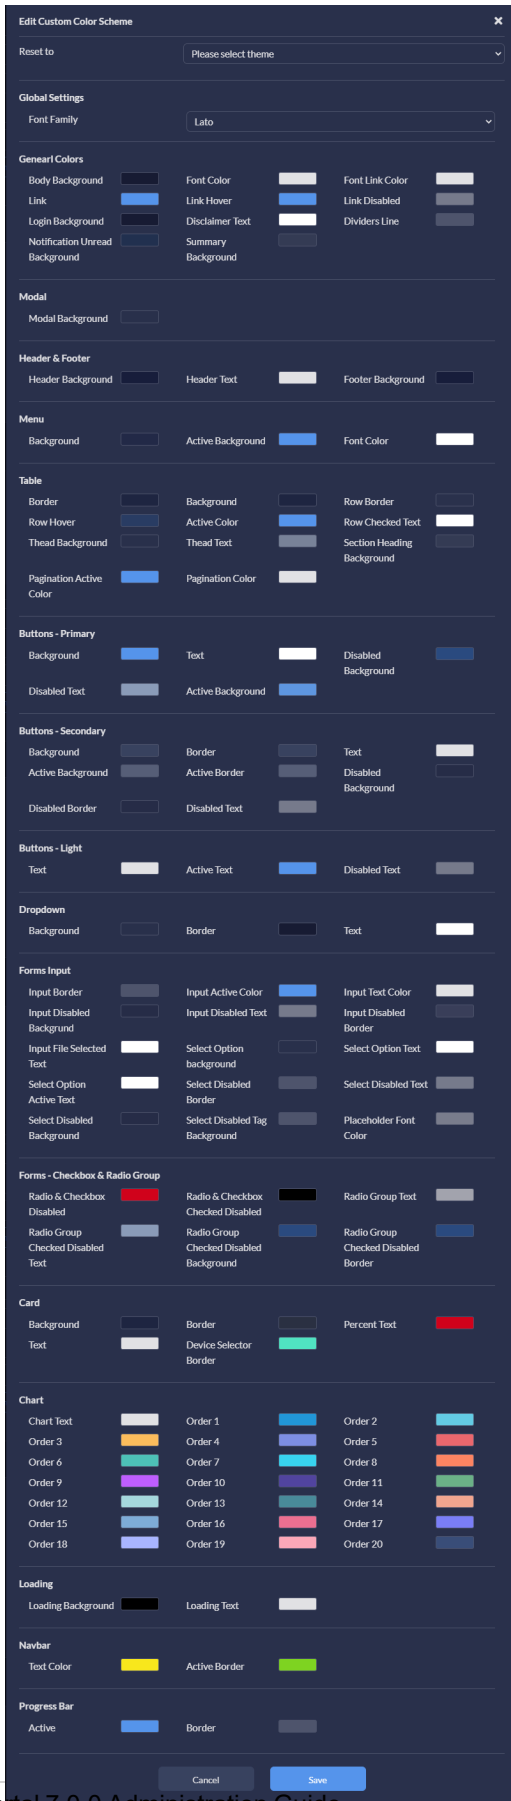 Edit Custom Color Scheme ×
Reset to Please select theme
Global Settings
Font Family Lato
Genearl Colors
Body Background Font Color Font Link Color
Link Link Hover Link Disabled
Login Background Disclaimer Text Dividers Line
Notification Unread Summary
Background Background
Modal
Modal Background
Header & Footer
Header Background Header Text Footer Background
Menu
Background Active Background Font Color
Table
Border Background Row Border
Row Hover Active Color Row Checked Text
Thead Background Thead Text Section Heading
Background
Pagination Active Pagination Color
Color
Buttons - Primary
Background Text Disabled
Background
Disabled Text Active Background
Buttons - Secondary
Background Border Text
Active Background Active Border Disabled
Background
Disabled Border Disabled Text
Buttons - Light
Text Active Text Disabled Text
Dropdown
Background Border Text
Forms Input
Input Border Input Active Color Input Text Color
Input Disabled Input Disabled Text Input Disabled
Backgrund Border
Input File Selected Select Option Select Option Text
Text background
Select Option Select Disabled Select Disabled Text
Active Text Border
Select Disabled Select Disabled Tag Placeholder Font
Background Background Color
Forms - Checkbox & Radio Group
Radio & Checkbox Radio & Checkbox Radio Group Text
Disabled Checked Disabled
Radio Group Radio Group Radio Group
Checked Disabled Checked Disabled Checked Disabled
Text Background Border
Card
Background Border Percent Text
Text Device Selector
Border
Chart
Chart Text Order 1 Order 2
Order 3 Order 4 Order 5
Order 6 Order 7 Order 8
Order 9 Order 10 Order 11
Order 12 Order 13 Order 14
Order 15 Order 16 Order 17
Order 18 Order 19 Order 20
Loading
Loading Background Loading Text
Navbar
Text Color Active Border
Progress Bar
Active Border
Cancel Save